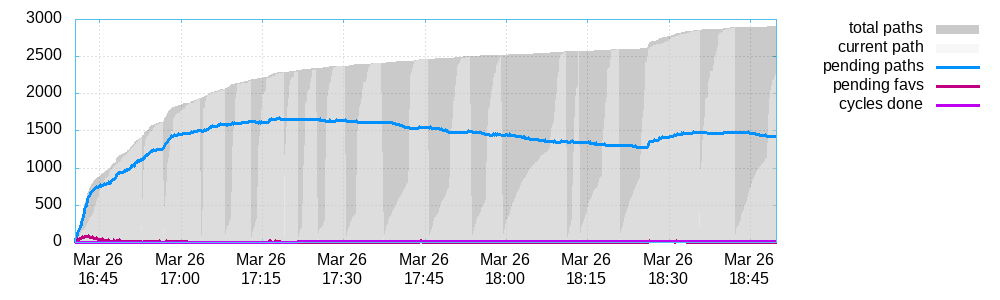 3000
2500
2000
1500
1000
500
0
Mar 26 Mar 26 Mar 26 Mar 26 Mar 26 Mar 26 Mar 26 Mar 26 Mar 26
16:45 17:00 17:15 17:30 17:45 18:00 18:15 18:30 18:45
total paths
current path
pending paths
pending favs
cycles done